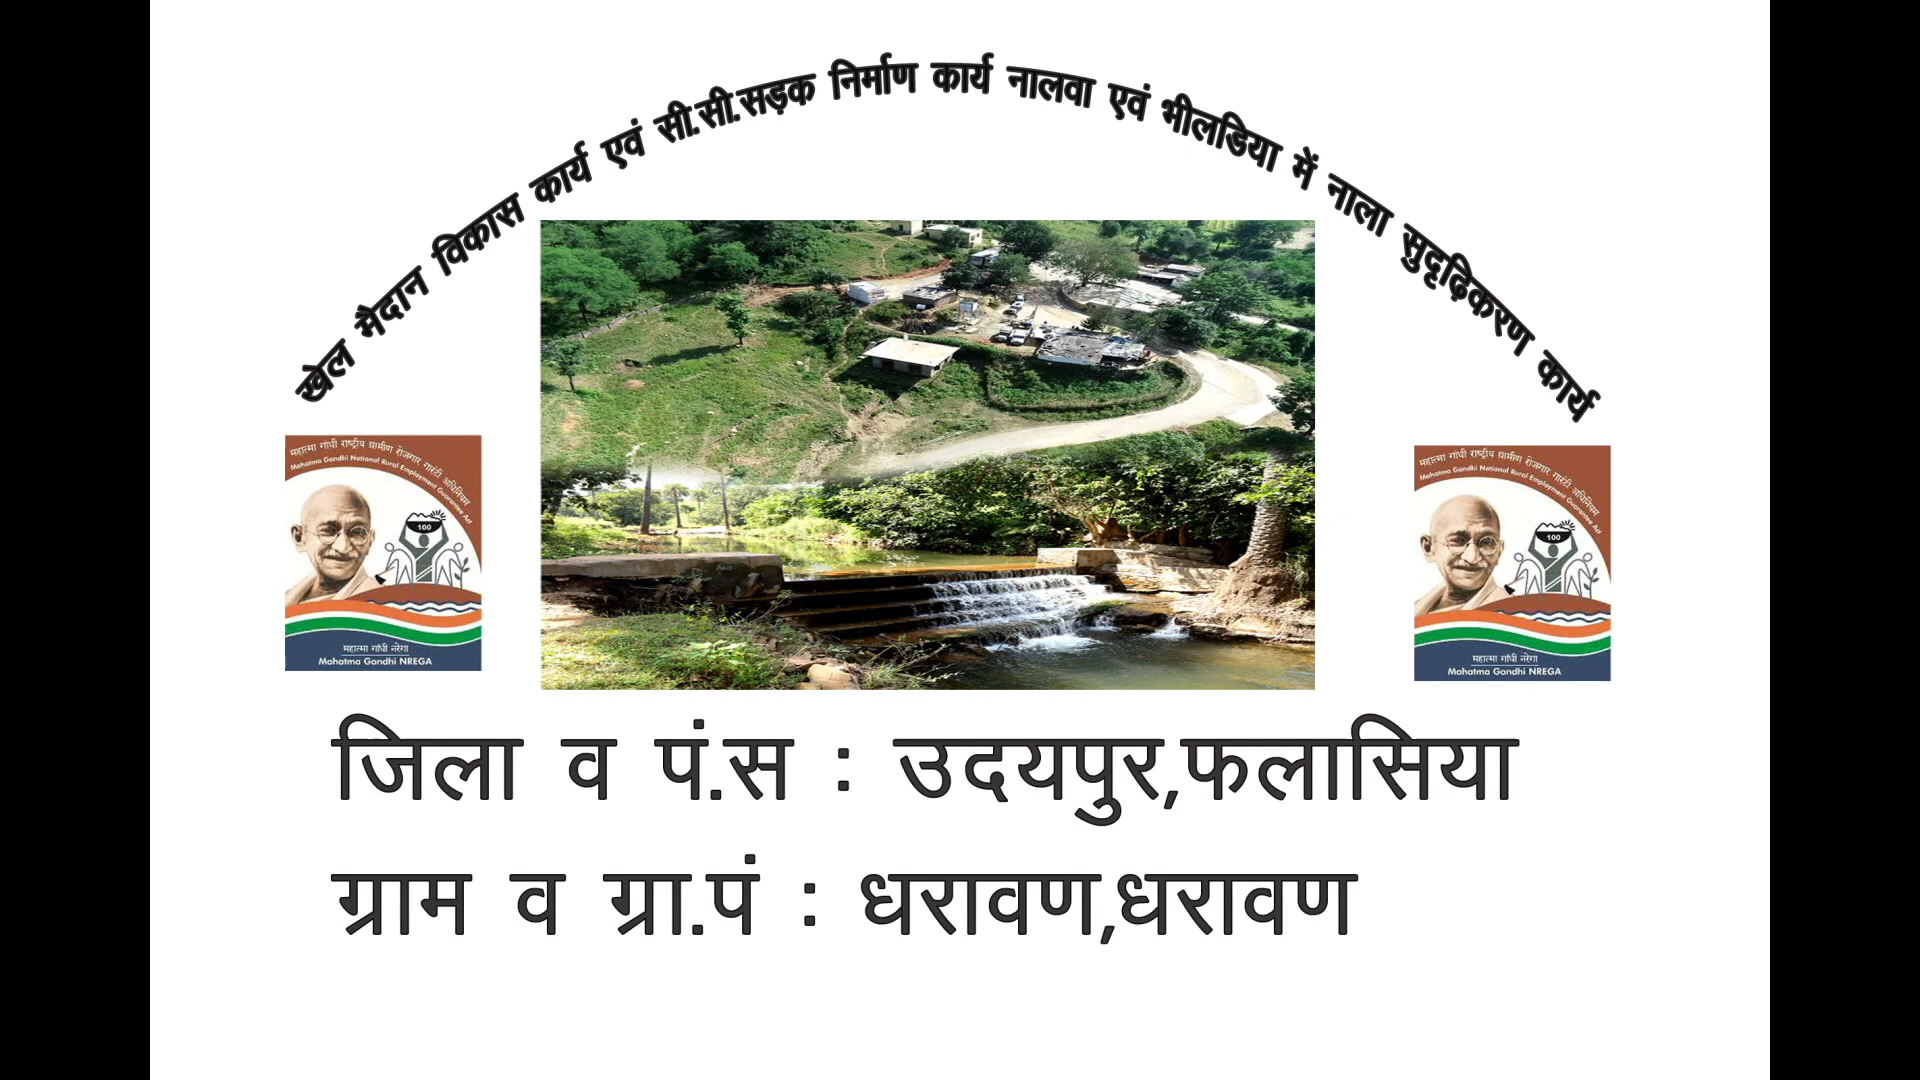 खेल मैदान विकास कार्य एवं सी.सी.सड़क निर्माण कार्य नालवा एवं भीलडिया में नाला सुदृढ़िकरण कार्य
महात्मा गांधी राष्ट्रीय ग्रामीण रोजगार गारंटी अधिनियम
Mahatma Gandhi National Rural Employment Guarantee Act
100
महात्मा गांधी नरेगा
Mahatma Gandhi NREGA
महात्मा गांधी राष्ट्रीय ग्रामीण रोजगार गारंटी अधिनियम
Mahatma Gandhi National Rural Employment Guarantee Act
100
महात्मा गांधी नरेगा
Mahatma Gandhi NREGA
जिला व पं.स : उदयपुर,फलासिया
ग्राम व ग्रा.पं : धरावण,धरावण